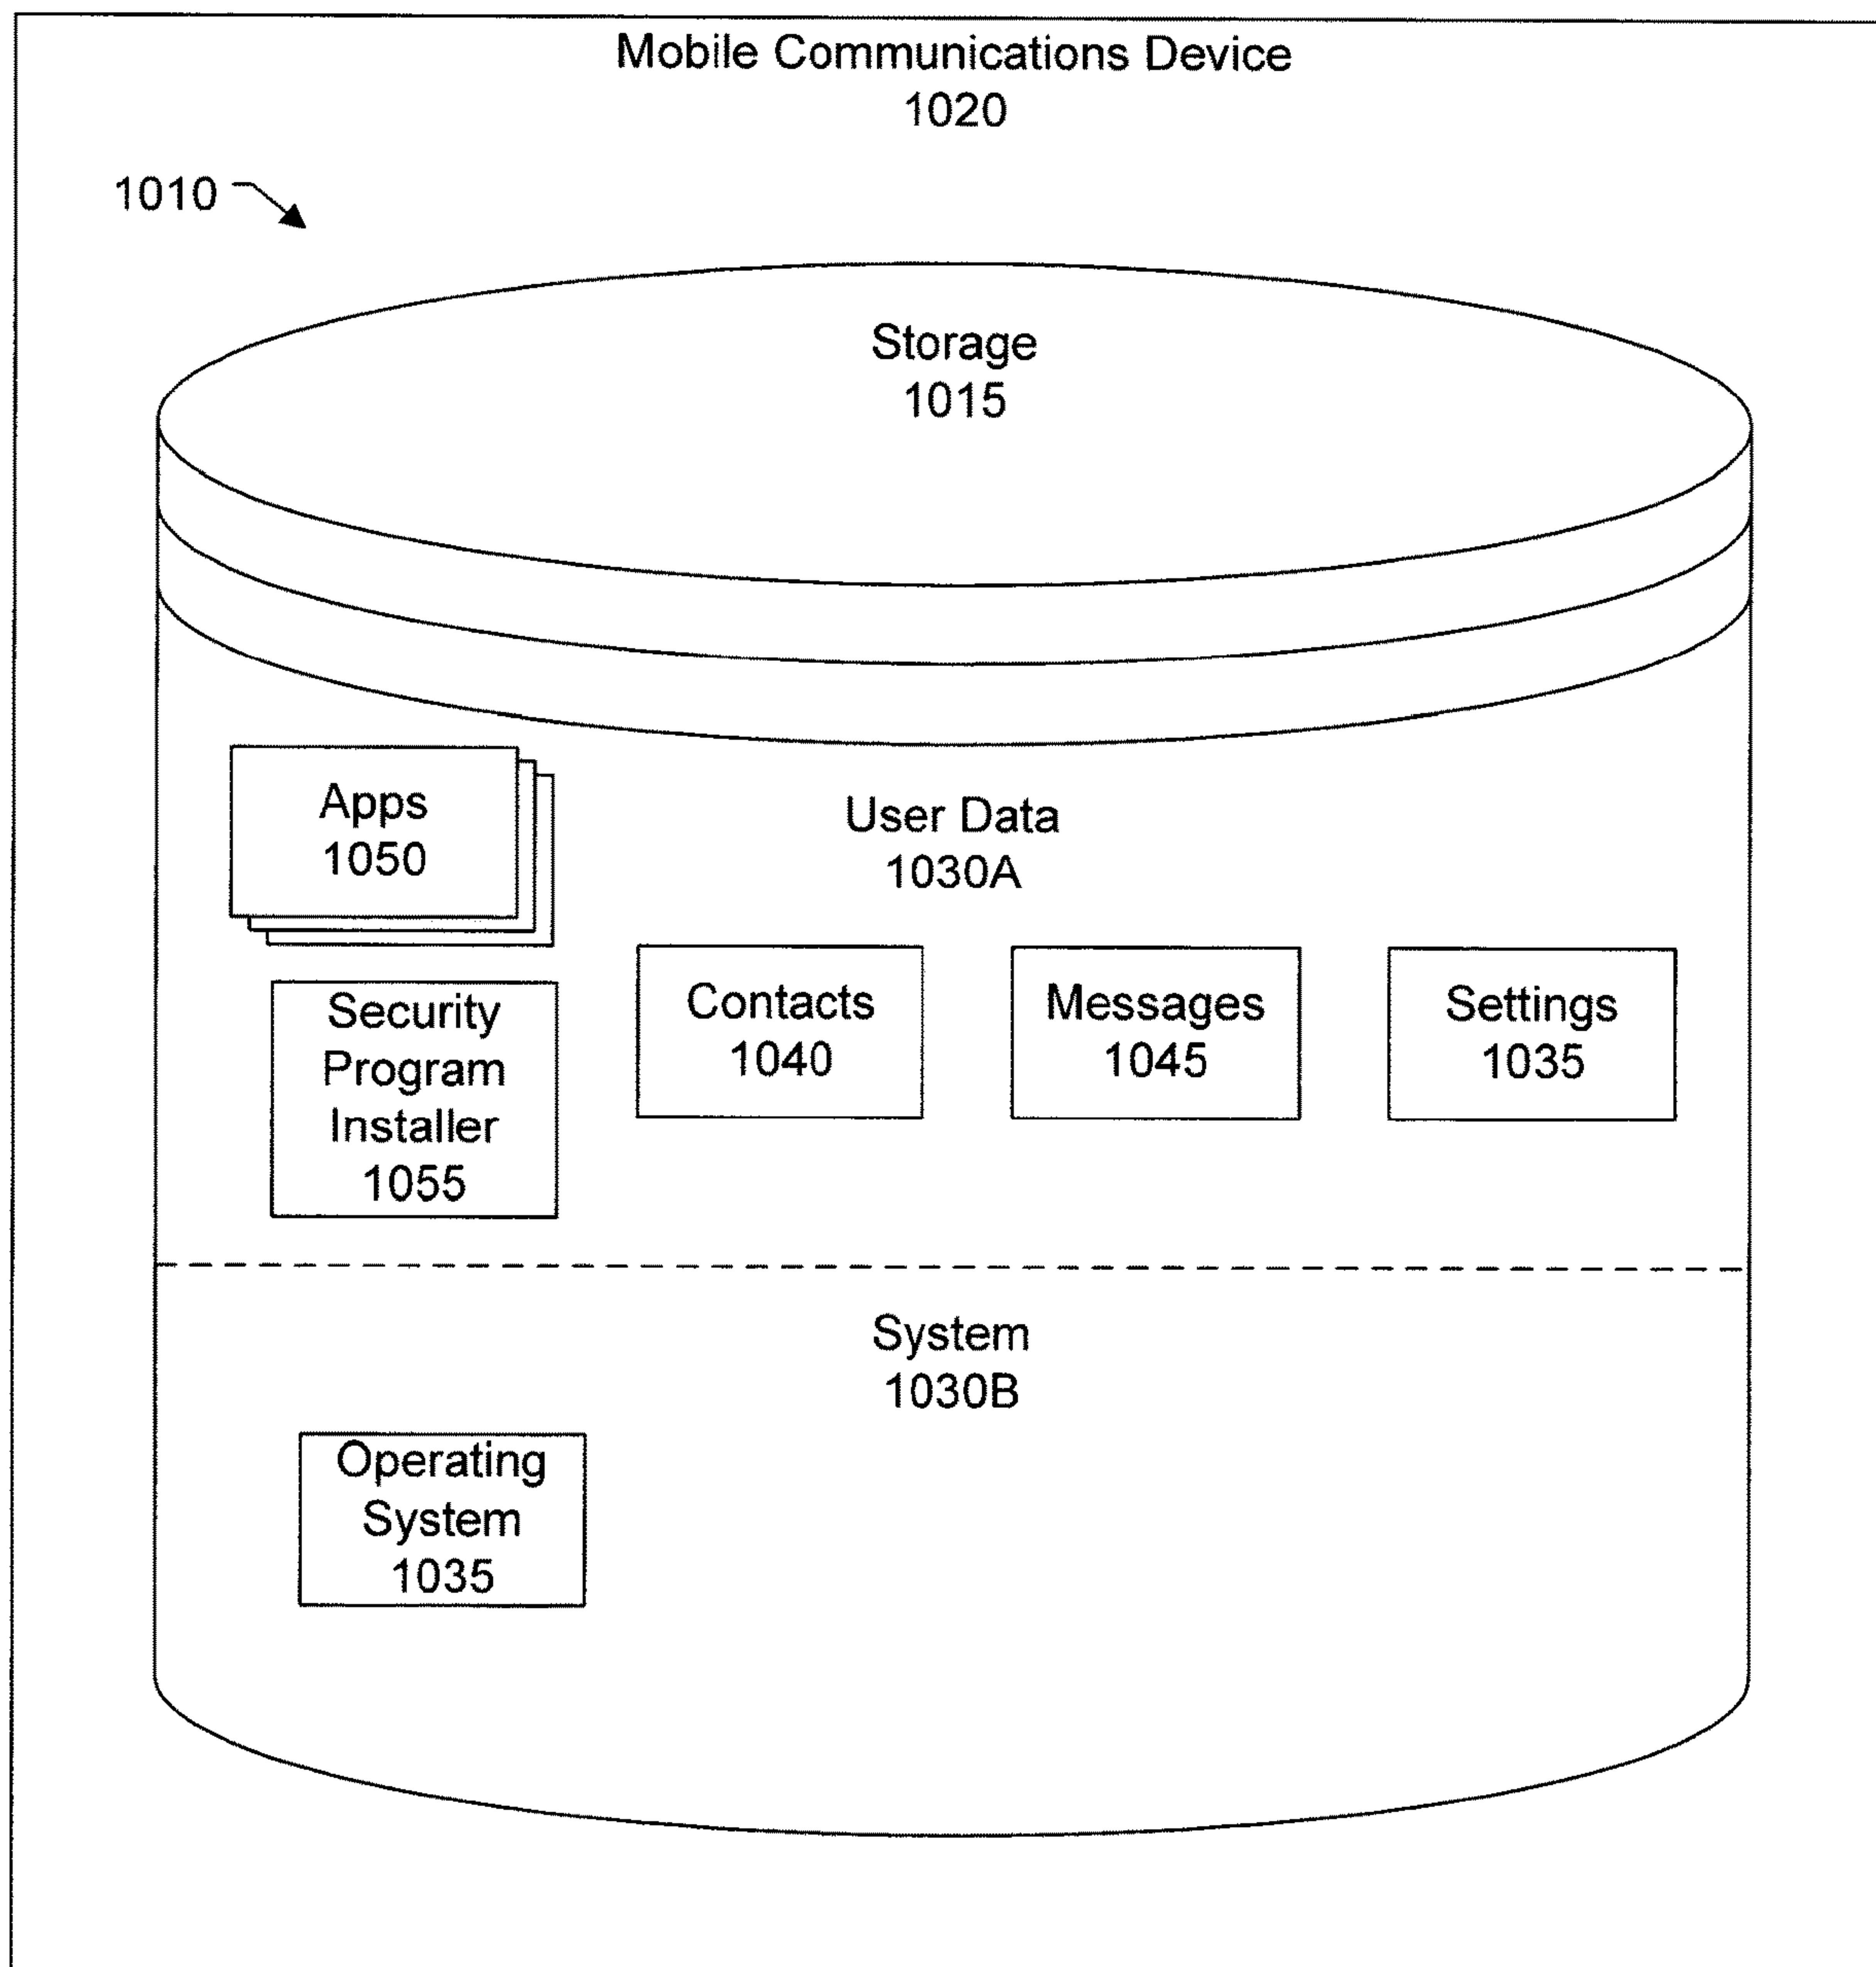 Mobile Communications Device
1020
1010
Storage
1015
Apps
1050
User Data
1030A
Security
Program
Installer
1055
Contacts
1040
Messages
1045
Settings
1035
System
1030B
Operating
System
1035